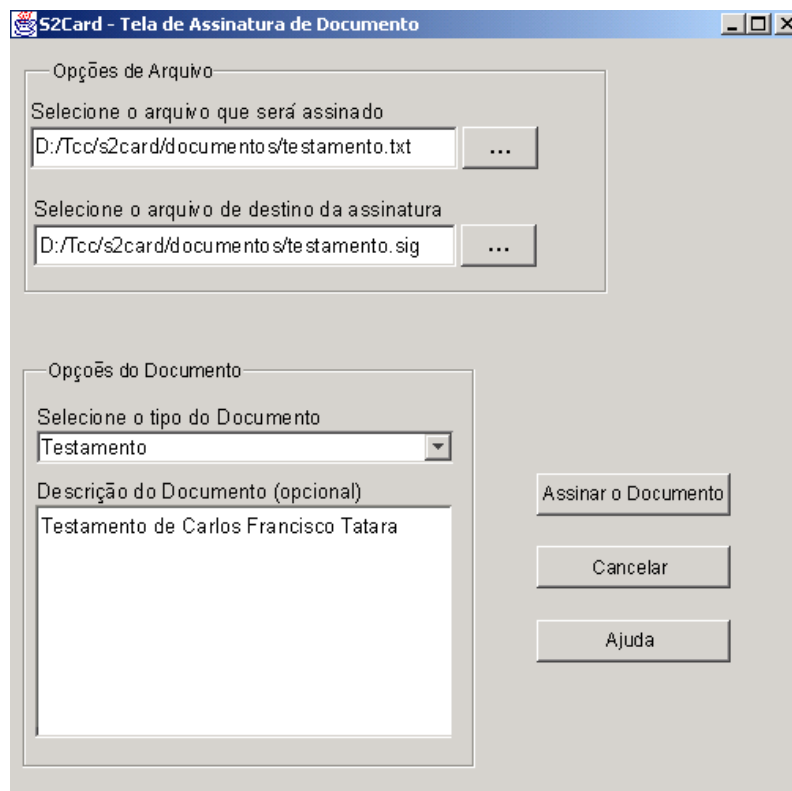 S2Card - Tela de Assinatura de Documento
Opções de Arquivo
Selecione o arquivo que será assinado
D:/Tcc/s2card/documentos/testamento.txt
...
Selecione o arquivo de destino da assinatura
D:/Tcc/s2card/documentos/testamento.sig
...
Opçoẽs do Documento
Selecione o tipo do Documento
Testamento
Descrição do Documento (opcional)
Testamento de Carlos Francisco Tatara
Assinar o Documento
Cancelar
Ajuda